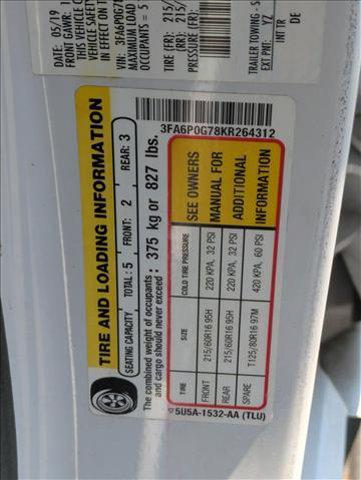 05/19
FRONT GAWR: 1
THIS VEHICLE
VEHICLE SAFETY
IN EFFECT ON T
VIN: 3FA6P0G7
MAXIMUM LOAD
OCCUPANTS = 5
TIRE (FR): 215/
(RR): 215/
PRESSURE (FR)
(RR)
TRAILER TOWING - S
EXT PNT: YZ
INT TR
DE
3FA6P0G78KR264312
TIRE AND LOADING INFORMATION
SEATING CAPACITY TOTAL: 5 FRONT: 2 REAR: 3
The combined weight of occupants and cargo should never exceed : 375 kg or 827 lbs.
TIRE SIZE COLD TIRE PRESSURE
FRONT 215/60R16 95H 220 KPA, 32 PSI
REAR 215/60R16 95H 220 KPA, 32 PSI
SPARE T125/80R16 97M 420 KPA, 60 PSI
SEE OWNERS
MANUAL FOR
ADDITIONAL
INFORMATION
5U5A-1532-AA (TLU)